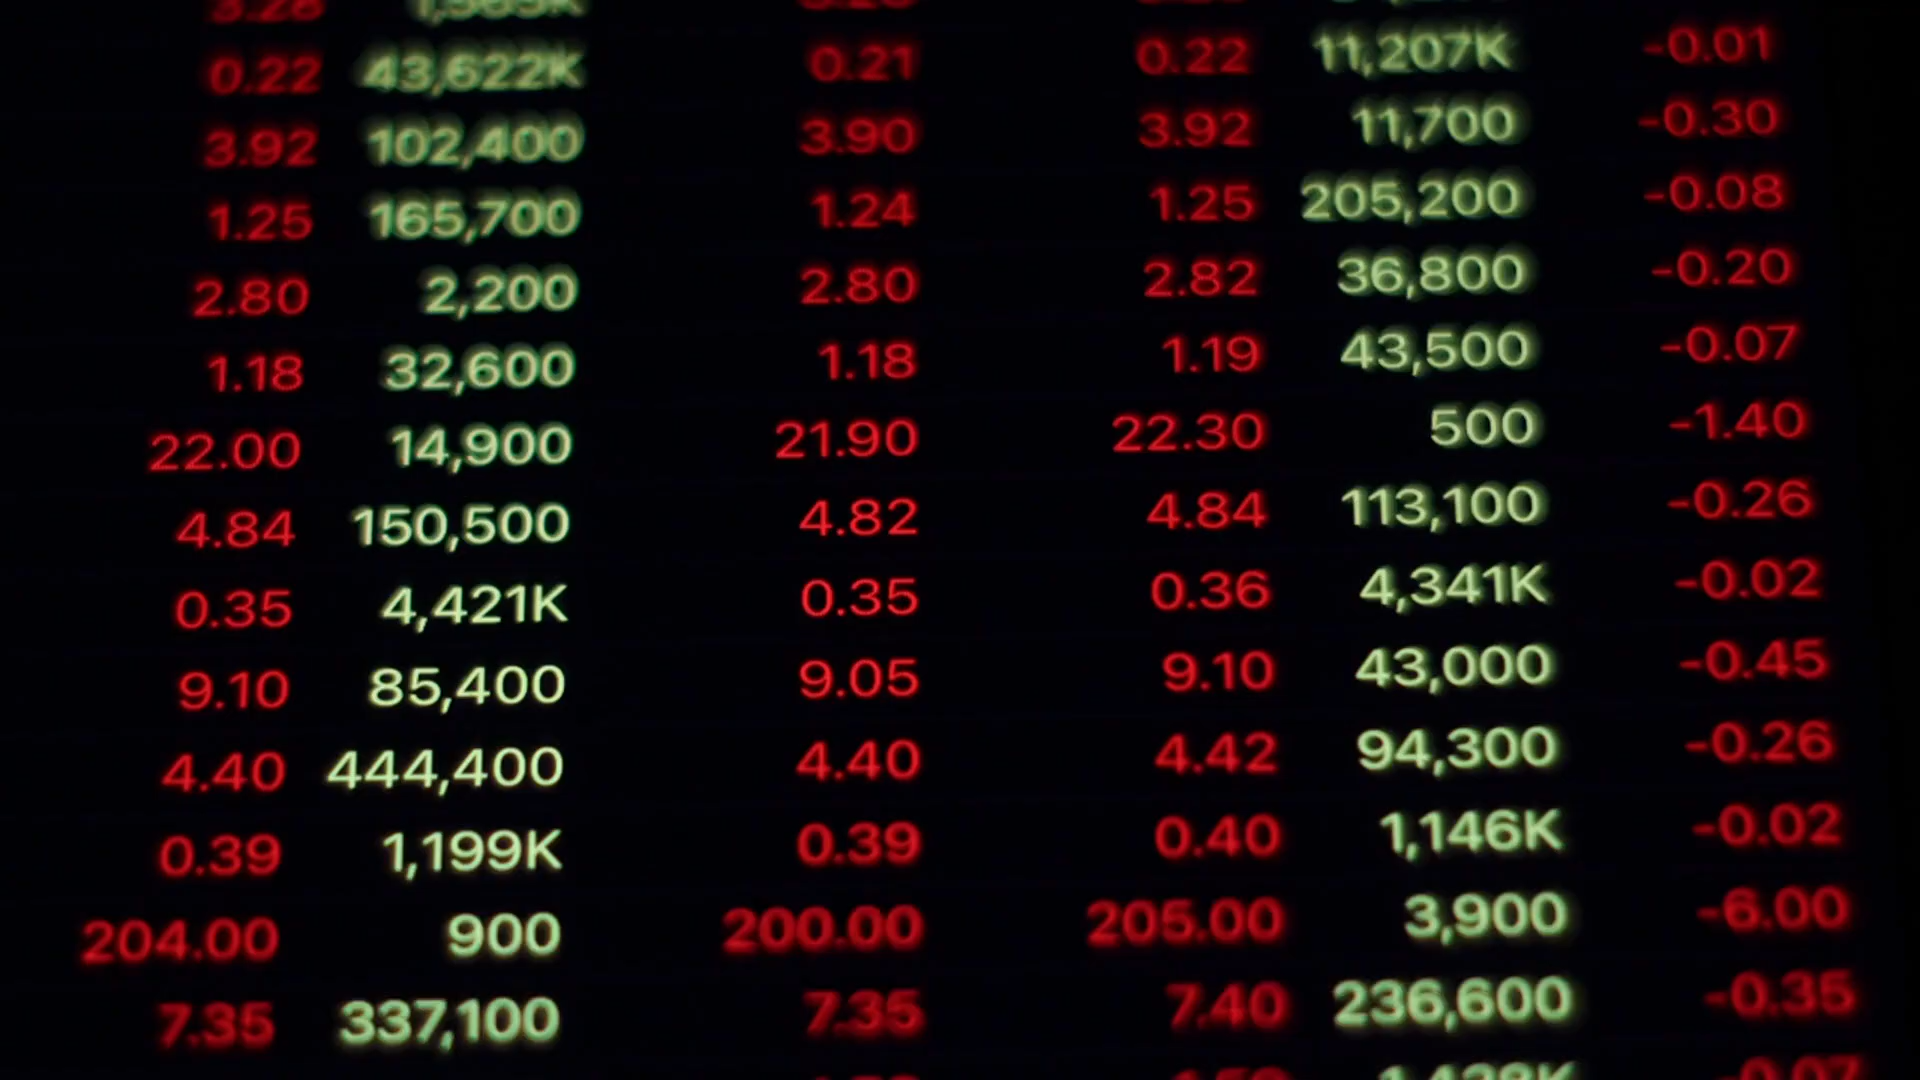 0.22 43,622K 0.21 0.22 11,207K -0.01
3.92 102,400 3.90 3.92 11,700 -0.30
1.25 165,700 1.24 1.25 205,200 -0.08
2.80 2,200 2.80 2.82 36,800 -0.20
1.18 32,600 1.18 1.19 43,500 -0.07
22.00 14,900 21.90 22.30 500 -1.40
4.84 150,500 4.82 4.84 113,100 -0.26
0.35 4,421K 0.35 0.36 4,341K -0.02
9.10 85,400 9.05 9.10 43,000 -0.45
4.40 444,400 4.40 4.42 94,300 -0.26
0.39 1,199K 0.39 0.40 1,146K -0.02
204.00 900 200.00 205.00 3,900 -6.00
7.35 337,100 7.35 7.40 236,600 -0.35